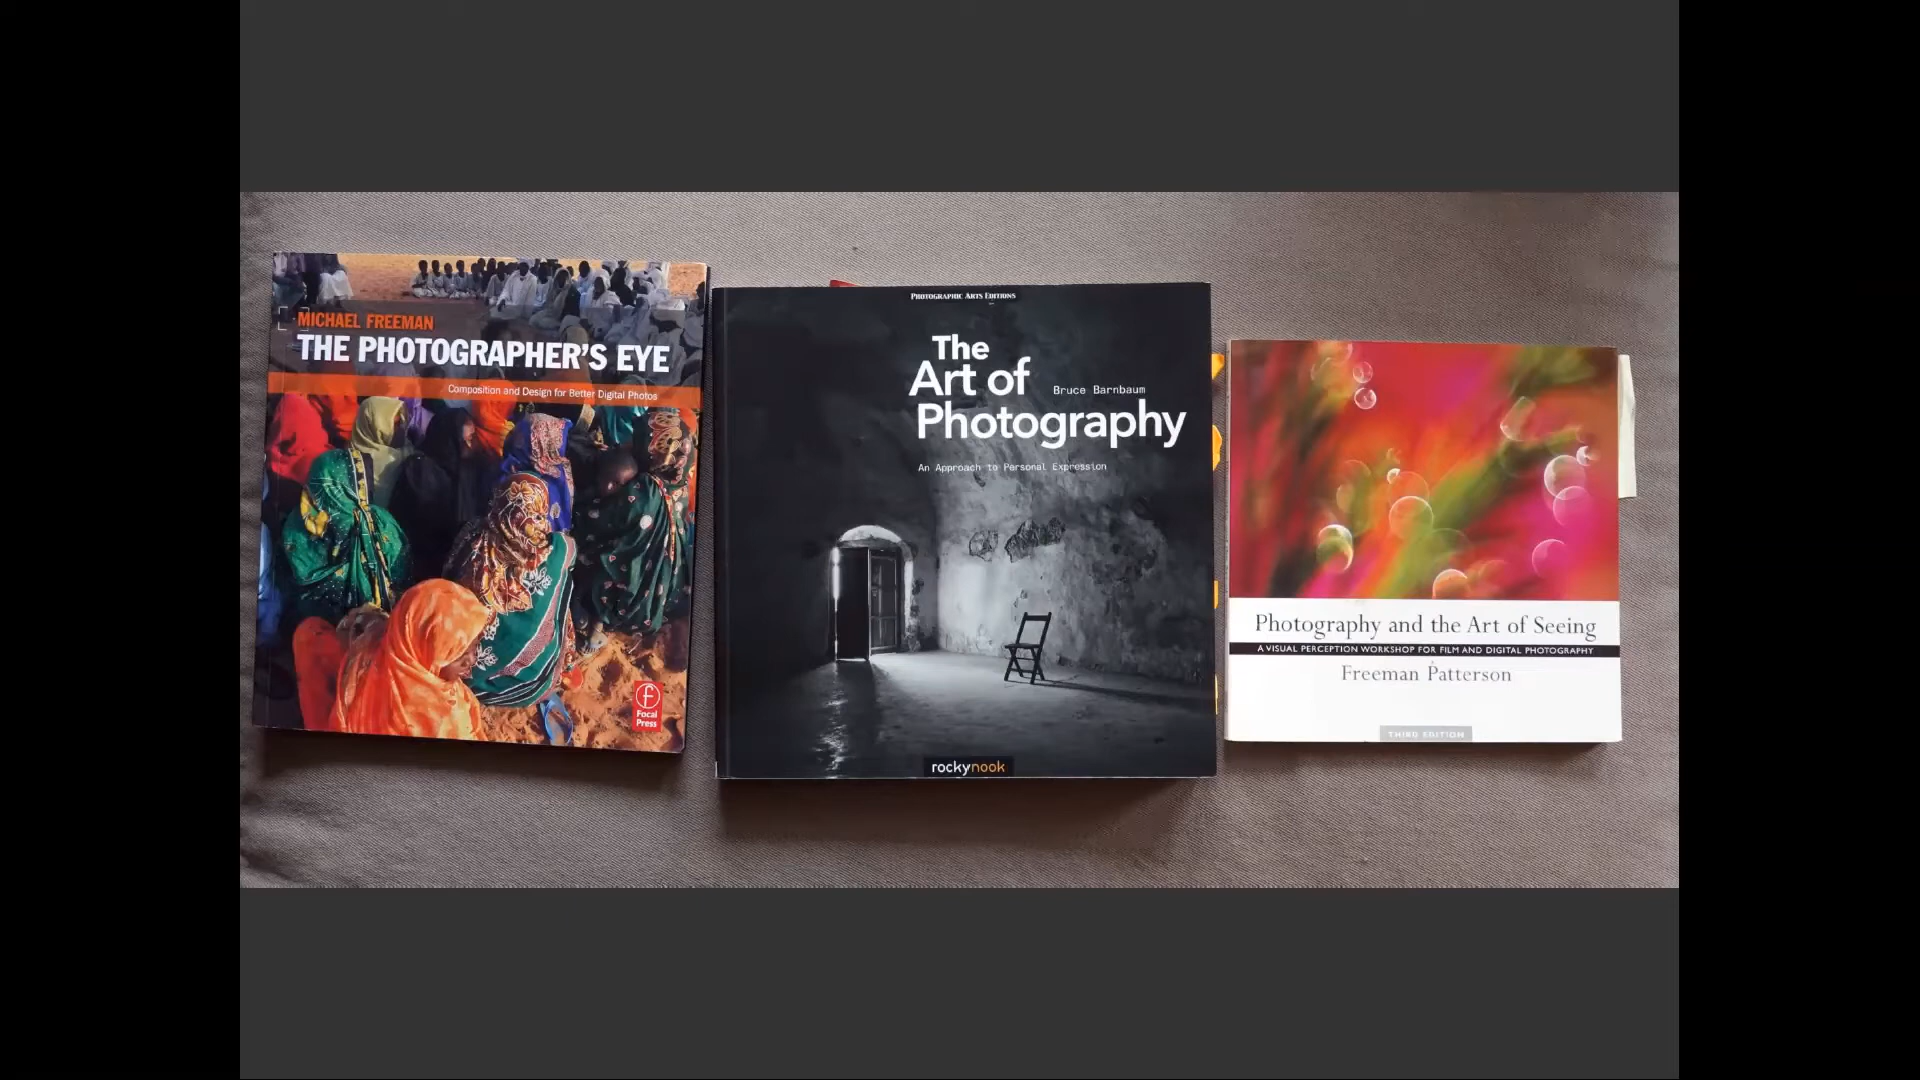 MICHAEL FREEMAN
THE PHOTOGRAPHER'S EYE
Composition and Design for Better Digital Photos
Focal
Press
PHOTOGRAPHIC ARTS EDITIONS
The
Art of
Bruce Barnbaum
Photography
An Approach to Personal Expression
rockynook
Photography and the Art of Seeing
A VISUAL PERCEPTION WORKSHOP FOR FILM AND DIGITAL PHOTOGRAPHY
Freeman Patterson
THIRD EDITION